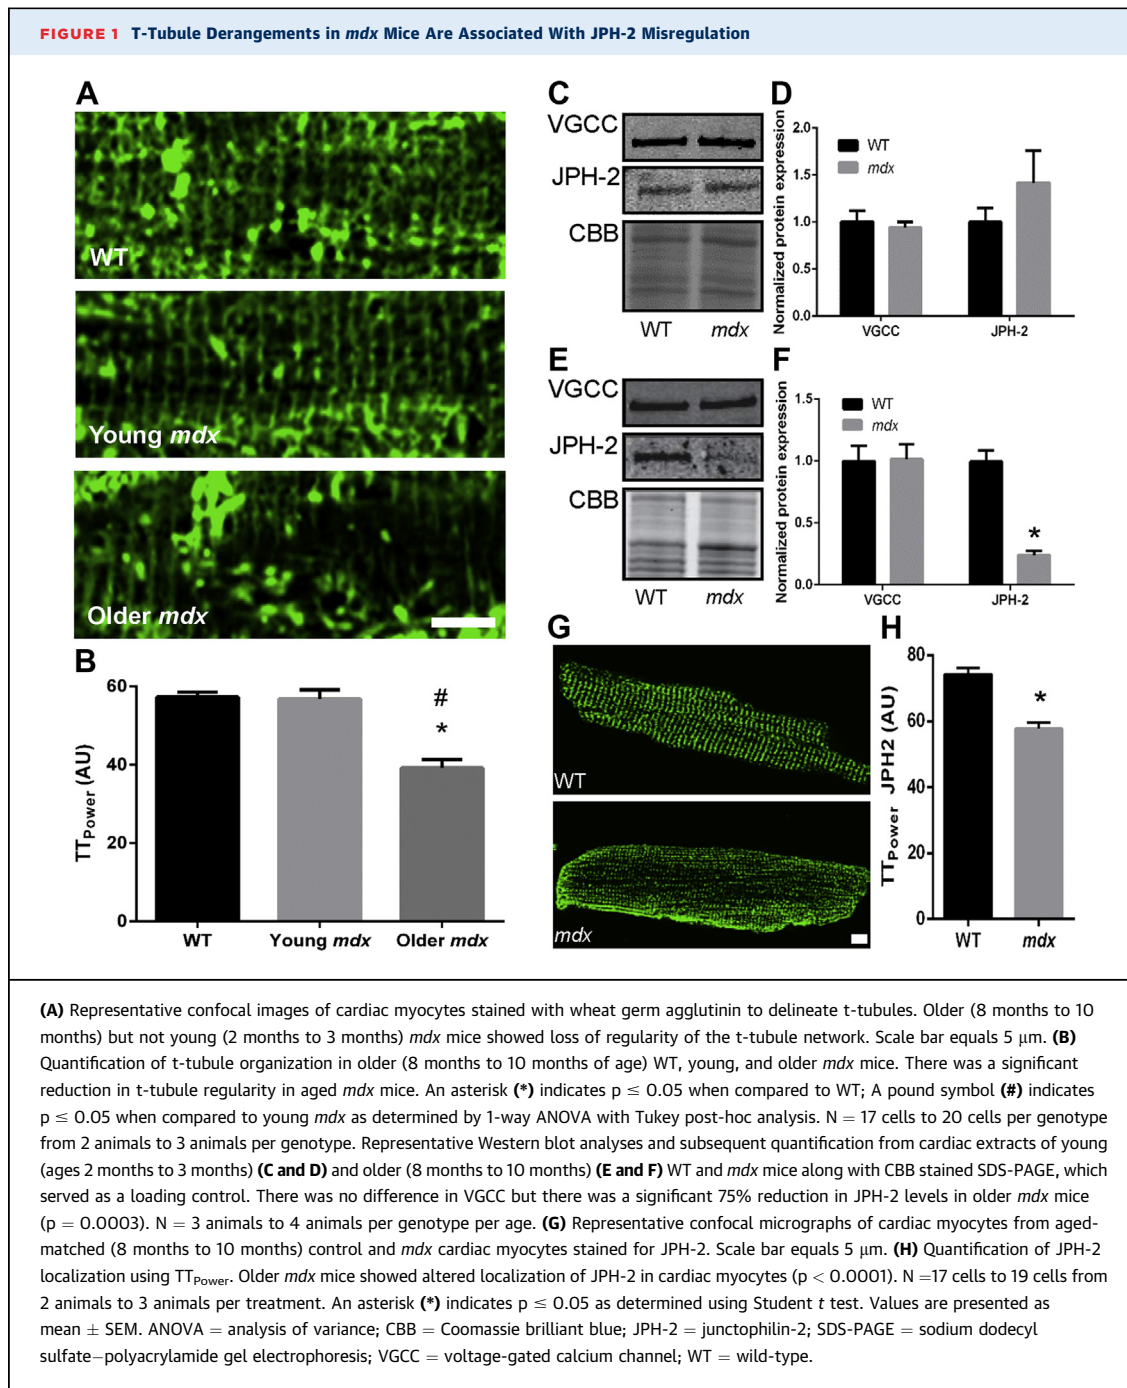 FIGURE 1 T-Tubule Derangements in mdx Mice Are Associated With JPH-2 Misregulation
A
WT
Young mdx
Older mdx
B
TTPower (AU)
60
40
20
0
#
*
WT
Young mdx
Older mdx
C
VGCC
JPH-2
CBB
WT mdx
D
Normalized protein expression
2.0
1.5
1.0
0.5
0.0
WT
mdx
VGCC
JPH-2
E
VGCC
JPH-2
CBB
WT mdx
F
Normalized protein expression
1.5
1.0
0.5
0.0
WT
mdx
*
VGCC
JPH-2
G
WT
mdx
H
TTPower JPH2 (AU)
80
60
40
20
0
*
WT
mdx
(A) Representative confocal images of cardiac myocytes stained with wheat germ agglutinin to delineate t-tubules. Older (8 months to 10
months) but not young (2 months to 3 months) mdx mice showed loss of regularity of the t-tubule network. Scale bar equals 5 μm. (B)
Quantification of t-tubule organization in older (8 months to 10 months of age) WT, young, and older mdx mice. There was a significant
reduction in t-tubule regularity in aged mdx mice. An asterisk (*) indicates p ≤ 0.05 when compared to WT; A pound symbol (#) indicates
p ≤ 0.05 when compared to young mdx as determined by 1-way ANOVA with Tukey post-hoc analysis. N = 17 cells to 20 cells per genotype
from 2 animals to 3 animals per genotype. Representative Western blot analyses and subsequent quantification from cardiac extracts of young
(ages 2 months to 3 months) (C and D) and older (8 months to 10 months) (E and F) WT and mdx mice along with CBB stained SDS-PAGE, which
served as a loading control. There was no difference in VGCC but there was a significant 75% reduction in JPH-2 levels in older mdx mice
(p = 0.0003). N = 3 animals to 4 animals per genotype per age. (G) Representative confocal micrographs of cardiac myocytes from aged-
matched (8 months to 10 months) control and mdx cardiac myocytes stained for JPH-2. Scale bar equals 5 μm. (H) Quantification of JPH-2
localization using TTPower. Older mdx mice showed altered localization of JPH-2 in cardiac myocytes (p < 0.0001). N =17 cells to 19 cells from
2 animals to 3 animals per treatment. An asterisk (*) indicates p ≤ 0.05 as determined using Student t test. Values are presented as
mean ± SEM. ANOVA = analysis of variance; CBB = Coomassie brilliant blue; JPH-2 = junctophilin-2; SDS-PAGE = sodium dodecyl
sulfate–polyacrylamide gel electrophoresis; VGCC = voltage-gated calcium channel; WT = wild-type.